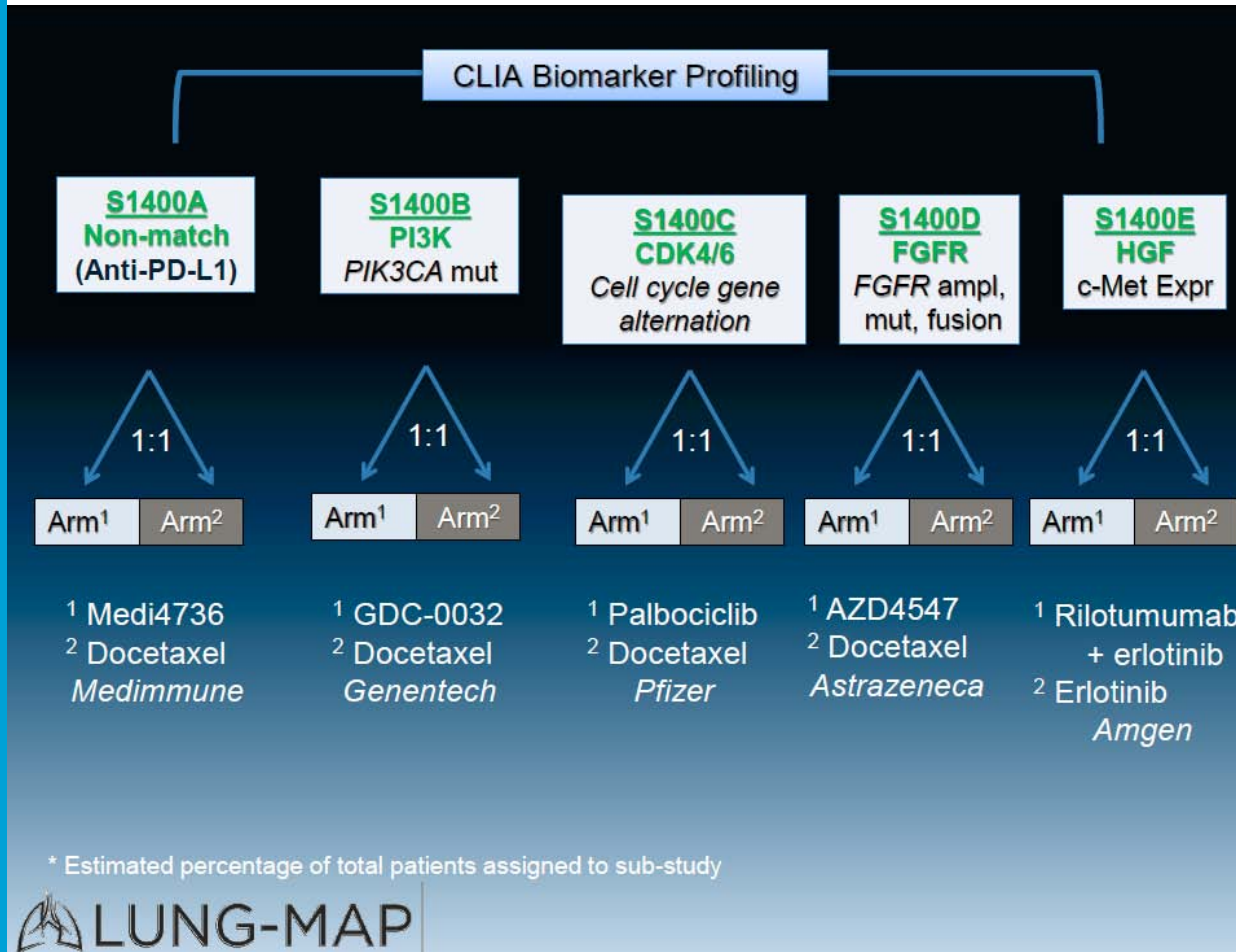 CLIA Biomarker Profiling
S1400A
Non-match
(Anti-PD-L1)
S1400B
PI3K
PIK3CA mut
S1400C
CDK4/6
Cell cycle gene
alternation
S1400D
FGFR
FGFR ampl,
mut, fusion
S1400E
HGF
c-Met Expr
1:1
1:1
1:1
1:1
1:1
Arm¹ Arm²
Arm¹ Arm²
Arm¹ Arm²
Arm¹ Arm²
Arm¹ Arm²
¹ Medi4736
² Docetaxel
Medimmune
¹ GDC-0032
² Docetaxel
Genentech
¹ Palbociclib
² Docetaxel
Pfizer
¹ AZD4547
² Docetaxel
Astrazeneca
¹ Rilotumumab
+ erlotinib
² Erlotinib
Amgen
* Estimated percentage of total patients assigned to sub-study
LUNG-MAP